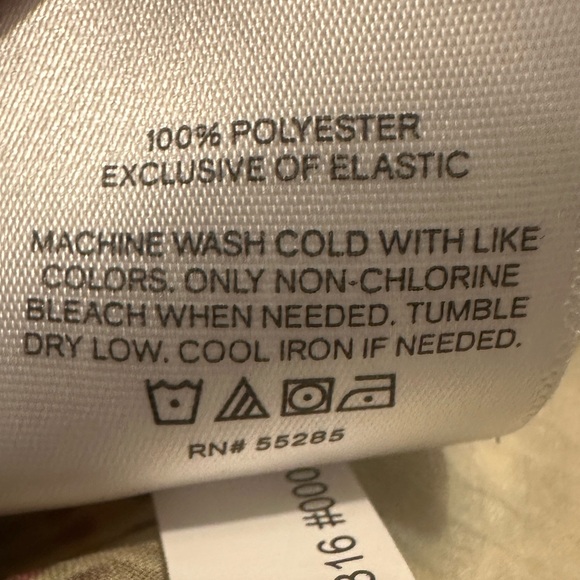 100% POLYESTER
EXCLUSIVE OF ELASTIC
MACHINE WASH COLD WITH LIKE
COLORS. ONLY NON-CHLORINE
BLEACH WHEN NEEDED. TUMBLE
DRY LOW. COOL IRON IF NEEDED.
RN# 55285
816 #000